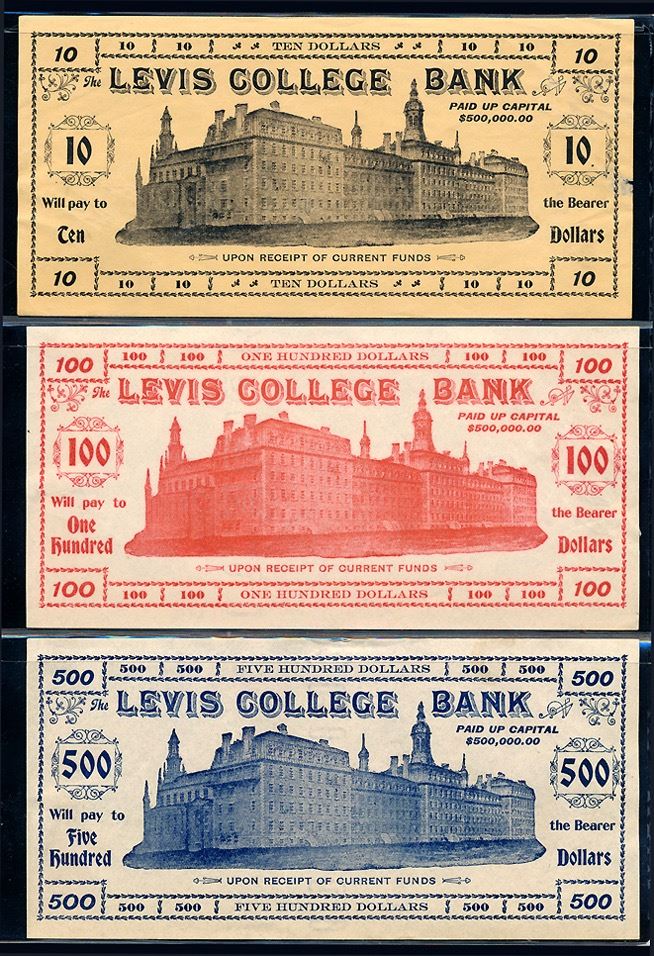 10 10 10 TEN DOLLARS 10 10 10
The LEVIS COLLEGE BANK
PAID UP CAPITAL
$500,000.00
10 10
Will pay to the Bearer
Ten Dollars
UPON RECEIPT OF CURRENT FUNDS
10 10 10 TEN DOLLARS 10 10 10
100 100 100 ONE HUNDRED DOLLARS 100 100 100
The LEVIS COLLEGE BANK
PAID UP CAPITAL
$500,000.00
100 100
Will pay to the Bearer
One
Hundred Dollars
UPON RECEIPT OF CURRENT FUNDS
100 100 100 ONE HUNDRED DOLLARS 100 100 100
500 500 500 FIVE HUNDRED DOLLARS 500 500 500
The LEVIS COLLEGE BANK
PAID UP CAPITAL
$500,000.00
500 500
Will pay to the Bearer
Five
Hundred Dollars
UPON RECEIPT OF CURRENT FUNDS
500 500 500 FIVE HUNDRED DOLLARS 500 500 500